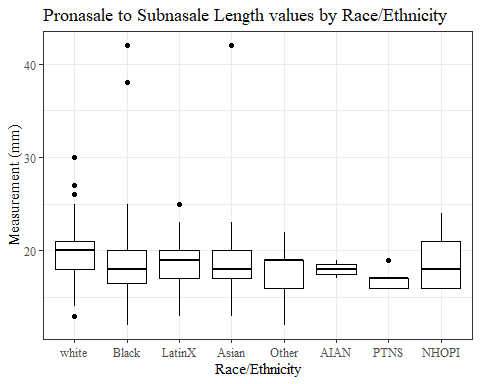 Pronasale to Subnasale Length values by Race/Ethnicity
Measurement (mm)
40
30
20
white Black LatinX Asian Other AIAN PTNS NHOPI
Race/Ethnicity